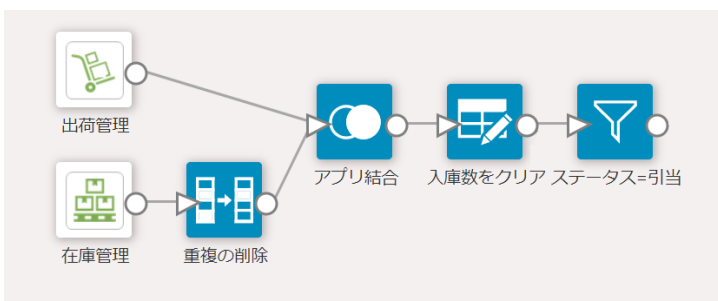 出荷管理
アプリ結合
入庫数をクリア
ステータス=引当
在庫管理
重複の削除